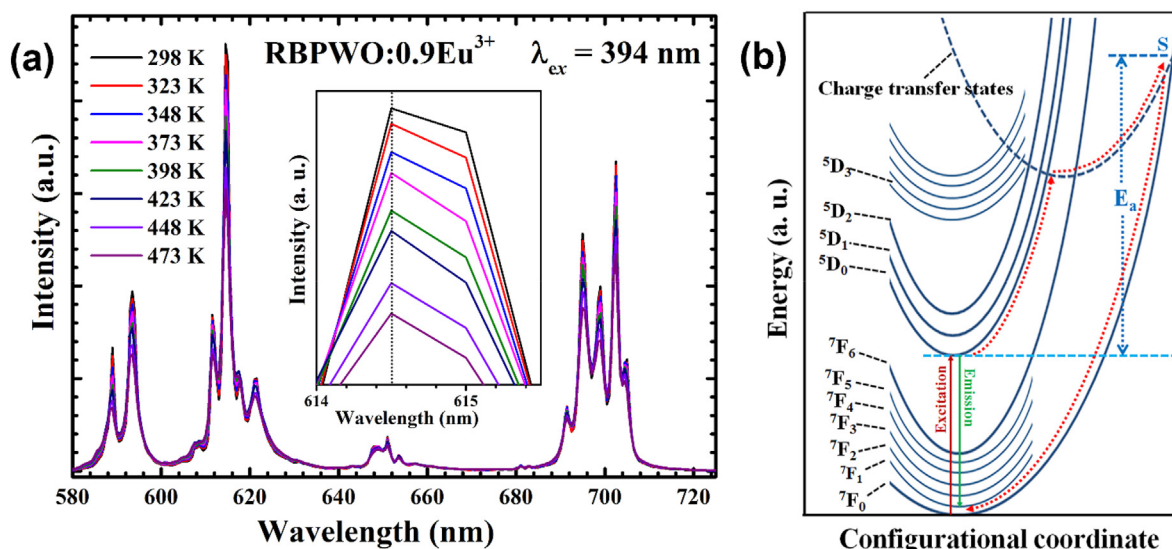 (a)
RBPWO:0.9Eu³⁺ λₑₓ = 394 nm
298 K
323 K
348 K
373 K
398 K
423 K
448 K
473 K
Intensity (a. u.)
614 615
Wavelength (nm)
Intensity (a.u.)
580 600 620 640 660 680 700 720
Wavelength (nm)
(b)
S
Charge transfer states
Eₐ
⁵D₃
⁵D₂
⁵D₁
⁵D₀
⁷F₆
⁷F₅
⁷F₄
⁷F₃
⁷F₂
⁷F₁
⁷F₀
Excitation
Emission
Energy (a. u.)
Configurational coordinate